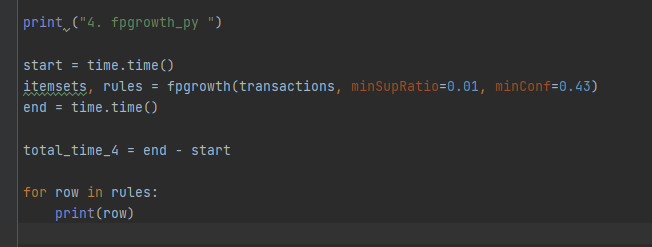 print ("4. fpgrowth_py ")
start = time.time()
itemsets, rules = fpgrowth(transactions, minSupRatio=0.01, minConf=0.43)
end = time.time()
total_time_4 = end - start
for row in rules:
    print(row)